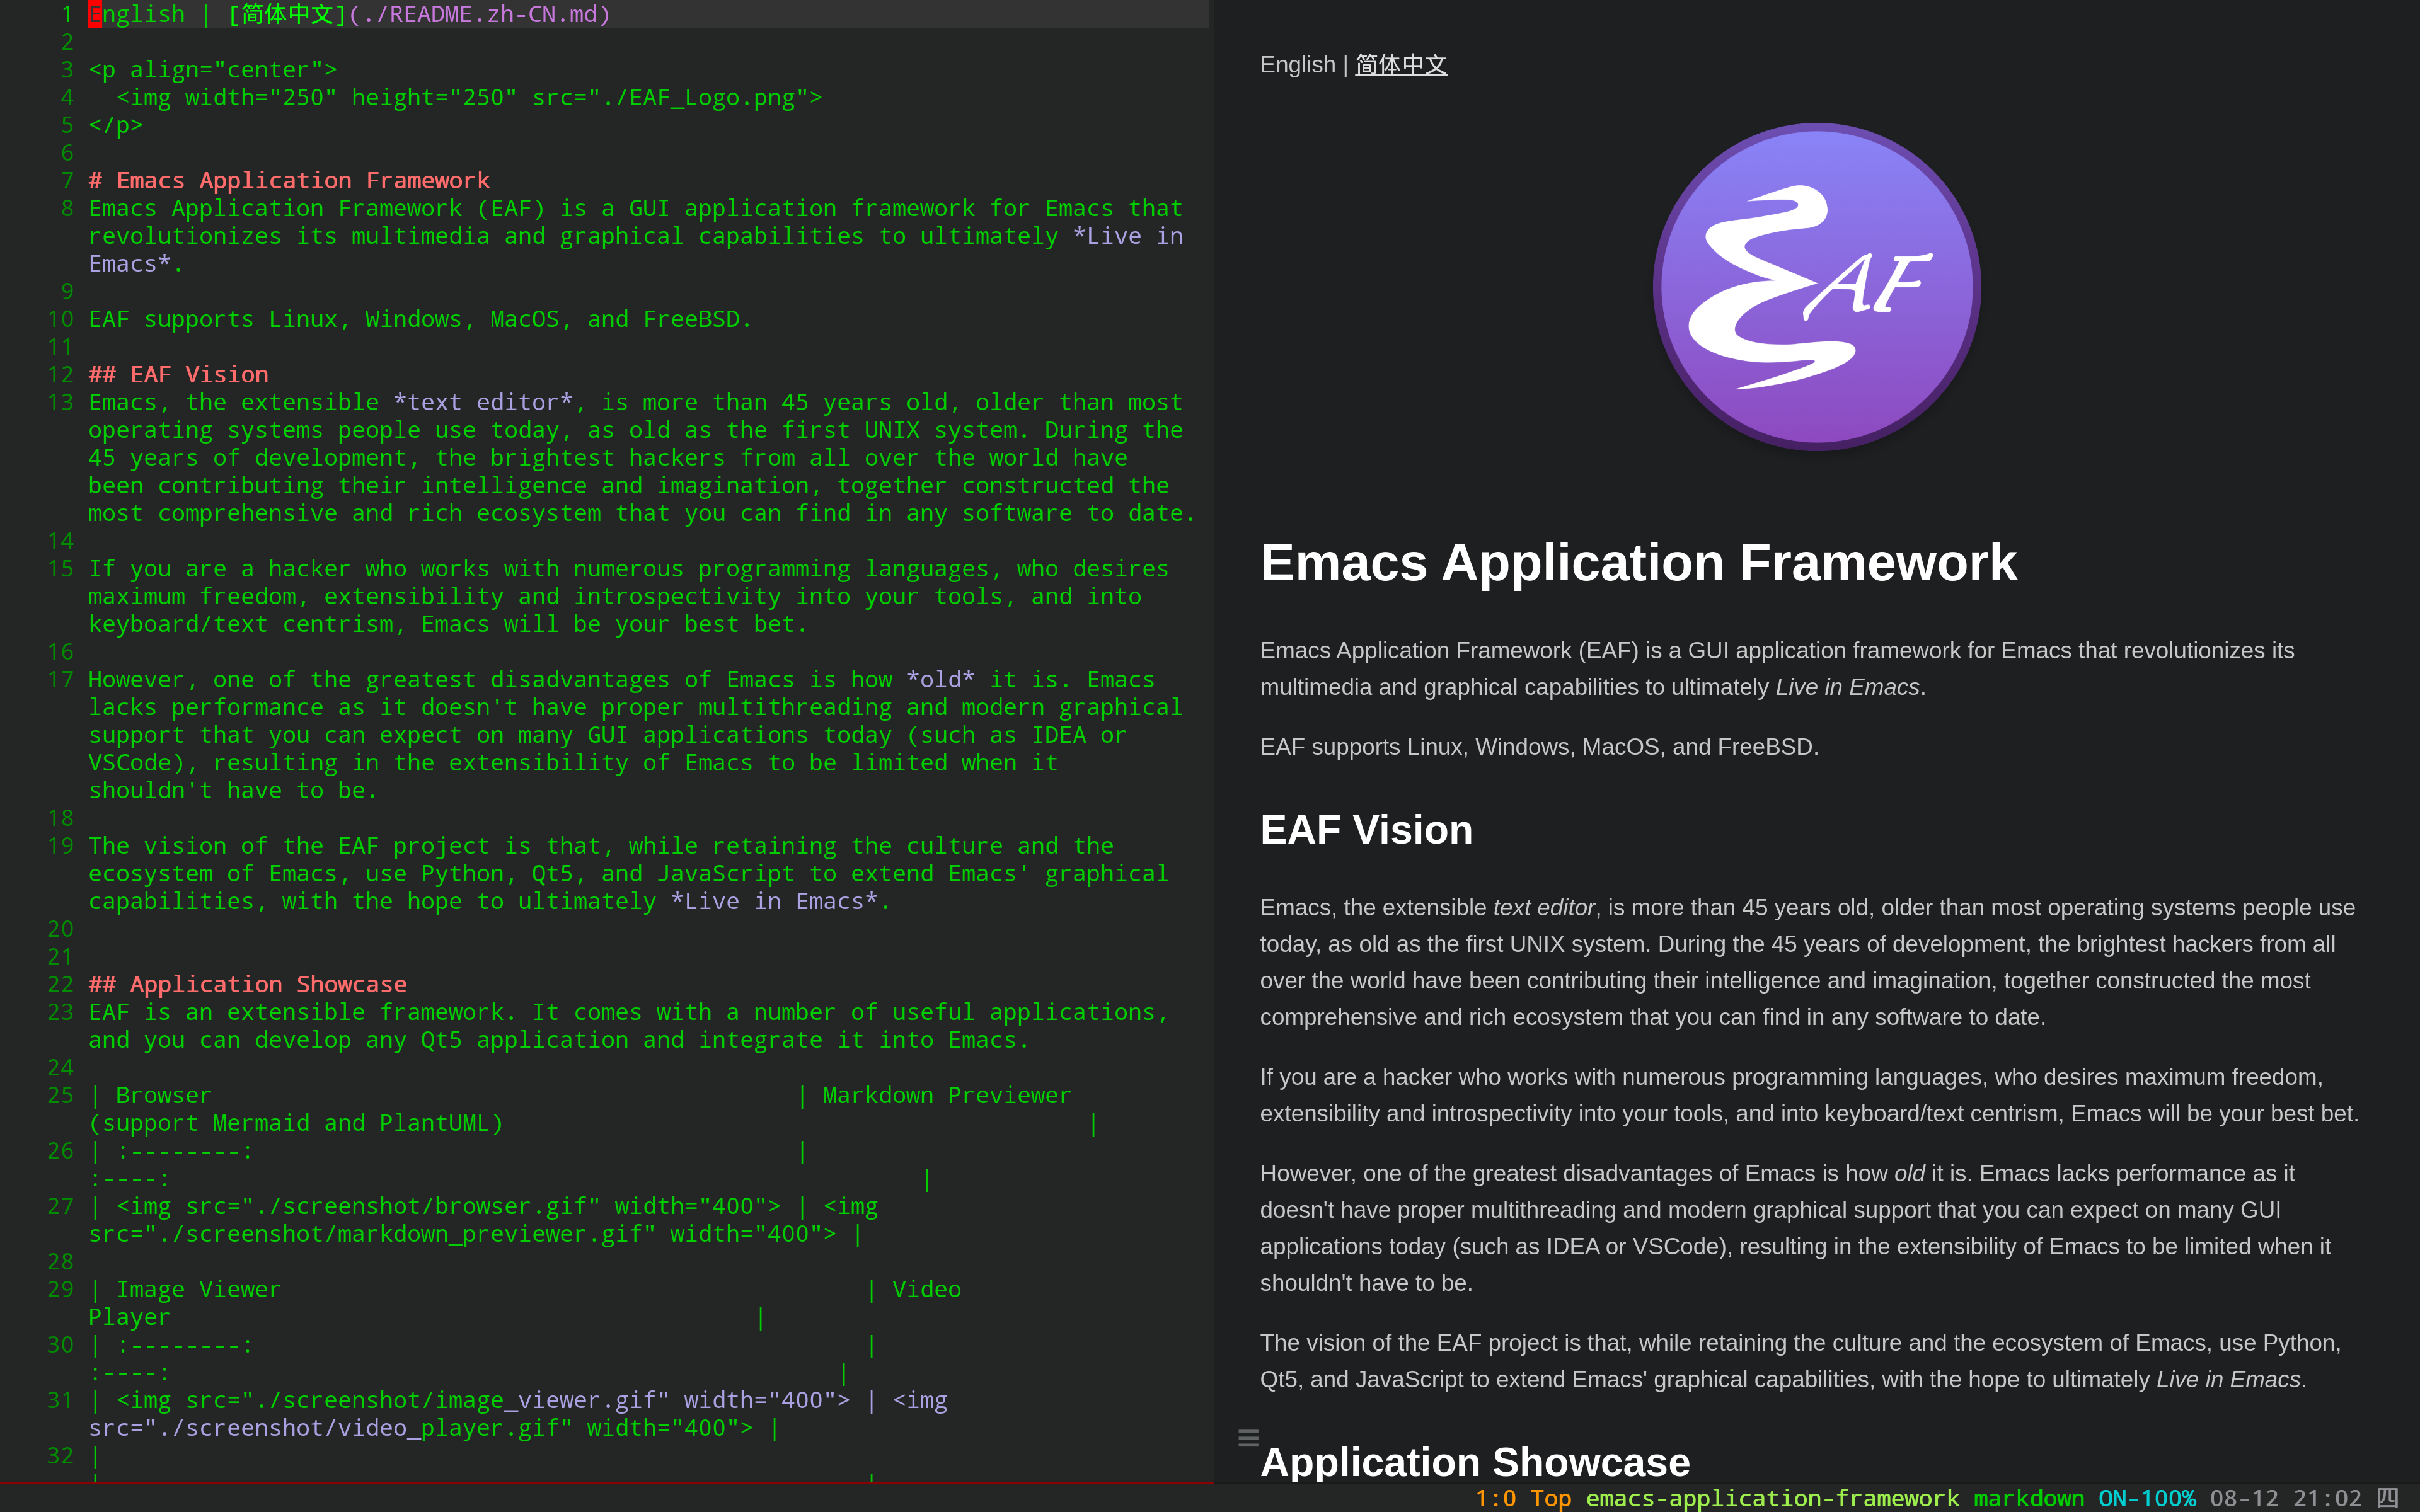 1 English | [简体中文](./README.zh-CN.md)
2
3 <p align="center">
4   <img width="250" height="250" src="./EAF_Logo.png">
5 </p>
6
7 # Emacs Application Framework
8 Emacs Application Framework (EAF) is a GUI application framework for Emacs that
revolutionizes its multimedia and graphical capabilities to ultimately *Live in
Emacs*.
9
10 EAF supports Linux, Windows, MacOS, and FreeBSD.
11
12 ## EAF Vision
13 Emacs, the extensible *text editor*, is more than 45 years old, older than most
operating systems people use today, as old as the first UNIX system. During the
45 years of development, the brightest hackers from all over the world have
been contributing their intelligence and imagination, together constructed the
most comprehensive and rich ecosystem that you can find in any software to date.
14
15 If you are a hacker who works with numerous programming languages, who desires
maximum freedom, extensibility and introspectivity into your tools, and into
keyboard/text centrism, Emacs will be your best bet.
16
17 However, one of the greatest disadvantages of Emacs is how *old* it is. Emacs
lacks performance as it doesn't have proper multithreading and modern graphical
support that you can expect on many GUI applications today (such as IDEA or
VSCode), resulting in the extensibility of Emacs to be limited when it
shouldn't have to be.
18
19 The vision of the EAF project is that, while retaining the culture and the
ecosystem of Emacs, use Python, Qt5, and JavaScript to extend Emacs' graphical
capabilities, with the hope to ultimately *Live in Emacs*.
20
21
22 ## Application Showcase
23 EAF is an extensible framework. It comes with a number of useful applications,
and you can develop any Qt5 application and integrate it into Emacs.
24
25 | Browser | Markdown Previewer
(support Mermaid and PlantUML) |
26 | :--------: |
:----: |
27 | <img src="./screenshot/browser.gif" width="400"> | <img
src="./screenshot/markdown_previewer.gif" width="400"> |
28
29 | Image Viewer | Video
Player |
30 | :--------: |
:----: |
31 | <img src="./screenshot/image_viewer.gif" width="400"> | <img
src="./screenshot/video_player.gif" width="400"> |
32 |
English | 简体中文
EAF
Emacs Application Framework
Emacs Application Framework (EAF) is a GUI application framework for Emacs that revolutionizes its
multimedia and graphical capabilities to ultimately Live in Emacs.
EAF supports Linux, Windows, MacOS, and FreeBSD.
EAF Vision
Emacs, the extensible text editor, is more than 45 years old, older than most operating systems people use
today, as old as the first UNIX system. During the 45 years of development, the brightest hackers from all
over the world have been contributing their intelligence and imagination, together constructed the most
comprehensive and rich ecosystem that you can find in any software to date.
If you are a hacker who works with numerous programming languages, who desires maximum freedom,
extensibility and introspectivity into your tools, and into keyboard/text centrism, Emacs will be your best bet.
However, one of the greatest disadvantages of Emacs is how old it is. Emacs lacks performance as it
doesn't have proper multithreading and modern graphical support that you can expect on many GUI
applications today (such as IDEA or VSCode), resulting in the extensibility of Emacs to be limited when it
shouldn't have to be.
The vision of the EAF project is that, while retaining the culture and the ecosystem of Emacs, use Python,
Qt5, and JavaScript to extend Emacs' graphical capabilities, with the hope to ultimately Live in Emacs.
Application Showcase
1:0 Top emacs-application-framework markdown ON-100% 08-12 21:02 四